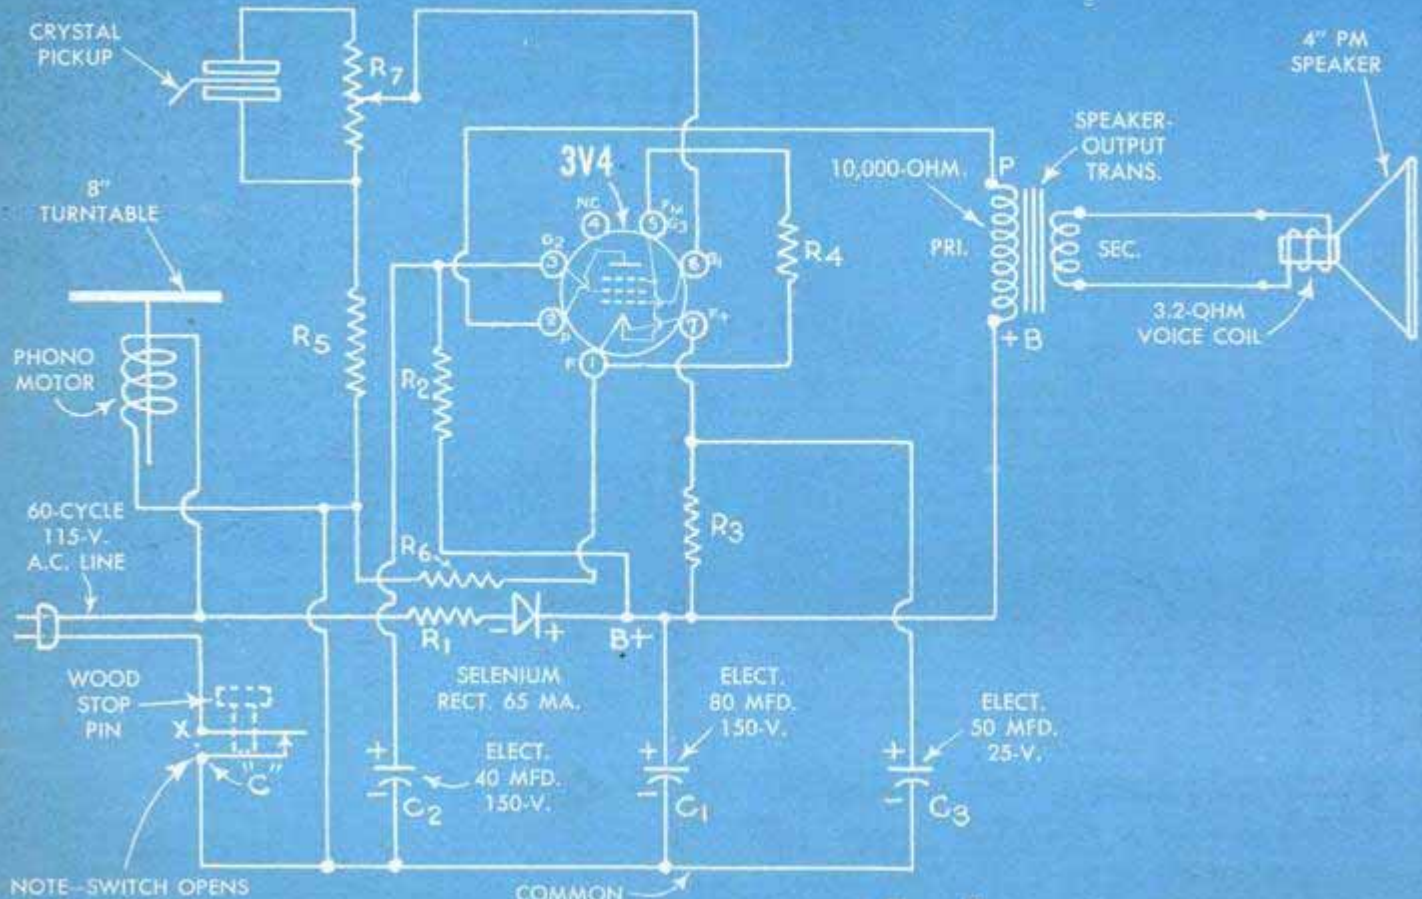 CRYSTAL
PICKUP
R7
4" PM
SPEAKER
SPEAKER-
OUTPUT
TRANS.
10,000-OHM.
P
PRI.
SEC.
+B
3.2-OHM
VOICE COIL
8"
TURNTABLE
3V4
NC
4
5
G3
G2
3
6
G1
2
P
7
F+
F-
1
R4
R5
R2
PHONO
MOTOR
60-CYCLE
115-V.
A.C. LINE
R6
R3
R1
-
+
B+
SELENIUM
RECT. 65 MA.
WOOD
STOP
PIN
X
"C"
+
-
ELECT.
40 MFD.
150-V.
C2
ELECT.
80 MFD.
150-V.
+
-
C1
ELECT.
50 MFD.
25-V.
+
-
C3
NOTE—SWITCH OPENS
COMMON